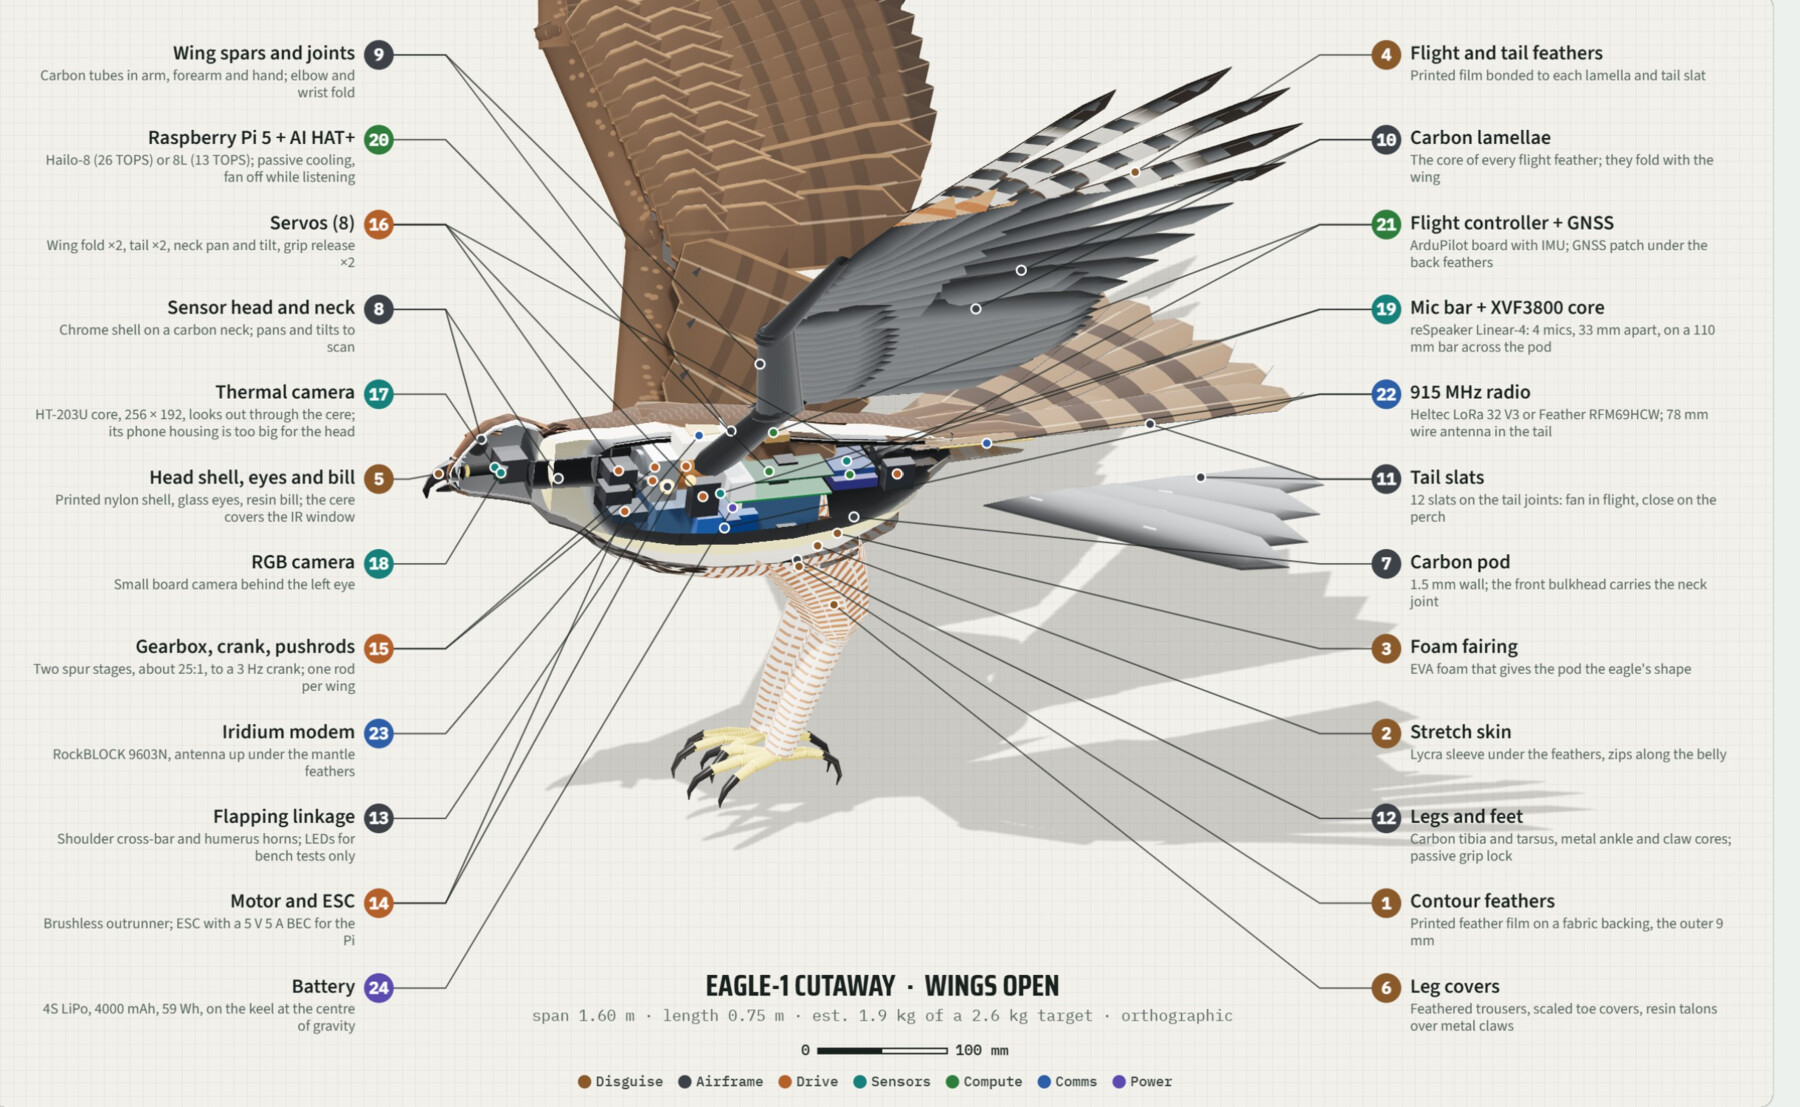 9
Wing spars and joints
Carbon tubes in arm, forearm and hand; elbow and
wrist fold
20
Raspberry Pi 5 + AI HAT+
Hailo-8 (26 TOPS) or 8L (13 TOPS); passive cooling,
fan off while listening
16
Servos (8)
Wing fold ×2, tail ×2, neck pan and tilt, grip release
×2
8
Sensor head and neck
Chrome shell on a carbon neck; pans and tilts to
scan
17
Thermal camera
HT-203U core, 256 × 192, looks out through the cere;
its phone housing is too big for the head
5
Head shell, eyes and bill
Printed nylon shell, glass eyes, resin bill; the cere
covers the IR window
18
RGB camera
Small board camera behind the left eye
15
Gearbox, crank, pushrods
Two spur stages, about 25:1, to a 3 Hz crank; one rod
per wing
23
Iridium modem
RockBLOCK 9603N, antenna up under the mantle
feathers
13
Flapping linkage
Shoulder cross-bar and humerus horns; LEDs for
bench tests only
14
Motor and ESC
Brushless outrunner; ESC with a 5 V 5 A BEC for the
Pi
24
Battery
4S LiPo, 4000 mAh, 59 Wh, on the keel at the centre
of gravity
4
Flight and tail feathers
Printed film bonded to each lamella and tail slat
10
Carbon lamellae
The core of every flight feather; they fold with the
wing
21
Flight controller + GNSS
ArduPilot board with IMU; GNSS patch under the
back feathers
19
Mic bar + XVF3800 core
reSpeaker Linear-4: 4 mics, 33 mm apart, on a 110
mm bar across the pod
22
915 MHz radio
Heltec LoRa 32 V3 or Feather RFM69HCW; 78 mm
wire antenna in the tail
11
Tail slats
12 slats on the tail joints: fan in flight, close on the
perch
7
Carbon pod
1.5 mm wall; the front bulkhead carries the neck
joint
3
Foam fairing
EVA foam that gives the pod the eagle's shape
2
Stretch skin
Lycra sleeve under the feathers, zips along the belly
12
Legs and feet
Carbon tibia and tarsus, metal ankle and claw cores;
passive grip lock
1
Contour feathers
Printed feather film on a fabric backing, the outer 9
mm
6
Leg covers
Feathered trousers, scaled toe covers, resin talons
over metal claws
EAGLE-1 CUTAWAY · WINGS OPEN
span 1.60 m · length 0.75 m · est. 1.9 kg of a 2.6 kg target · orthographic
0 100 mm
Disguise Airframe Drive Sensors Compute Comms Power